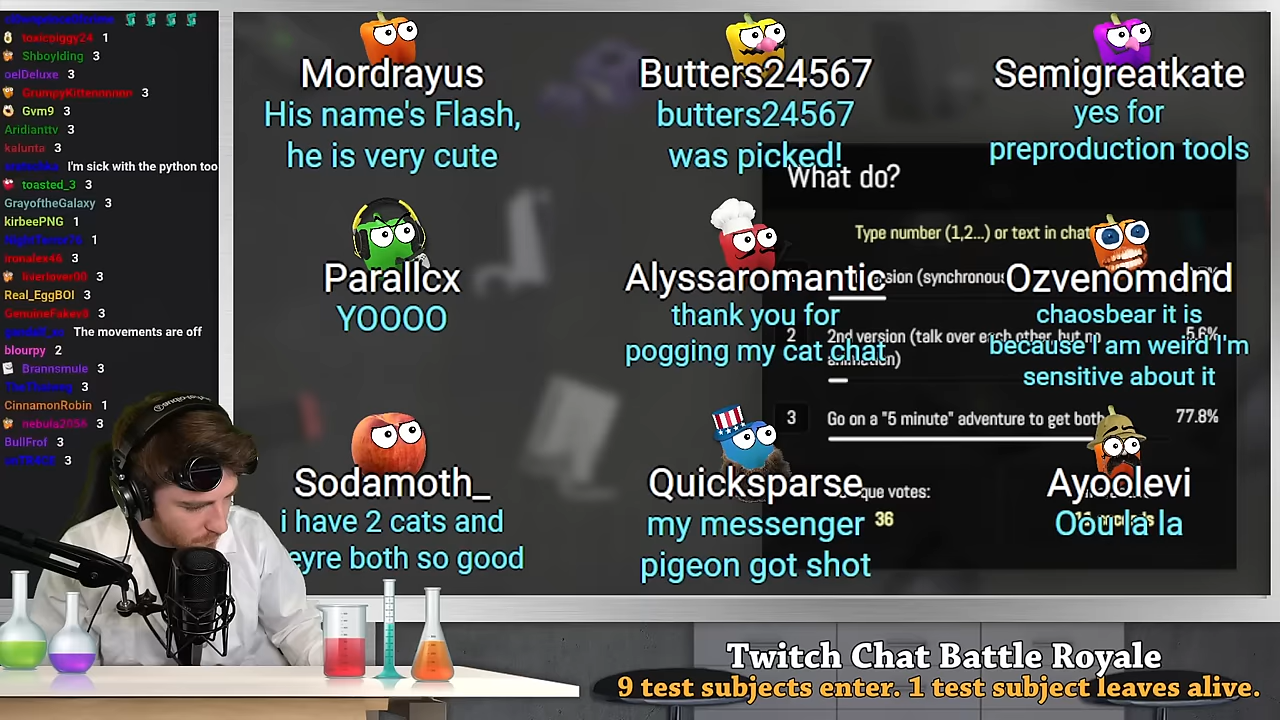 toxicpiggy24 1
Shboylding 3
oelDeluxe 3
GrumpyKittennnnnn 3
Gvm9 3
Aridianttv 3
kalunta 3
I'm sick with the python too
toasted_3 3
GrayoftheGalaxy 3
kirbeePNG 1
1
ironalex46 3
liverlover00 3
Real_EggBOI 3
GenuineFakev8 3
The movements are off
blourpy 2
Brannsmule 3
3
CinnamonRobin 1
nebula2056 3
BullFrof 3
3
Mordrayus
His name's Flash,
he is very cute
Butters24567
butters24567
was picked!
Semigreatkate
yes for
preproduction tools
What do?
Type number (1,2...) or text in chat
Parallcx
YOOOO
Alyssaromantic
thank you for
pogging my cat chat
Ozvenomdnd
chaosbear it is
because I am weird I'm
sensitive about it
(synchronous
2 2nd version (talk over each other, but no 5.6%
animation)
3 Go on a "5 minute" adventure to get both 77.8%
Sodamoth_
i have 2 cats and
eyre both so good
Quicksparse
my messenger
pigeon got shot
Ayoolevi
Oou la la
votes:
36
Twitch Chat Battle Royale
9 test subjects enter. 1 test subject leaves alive.